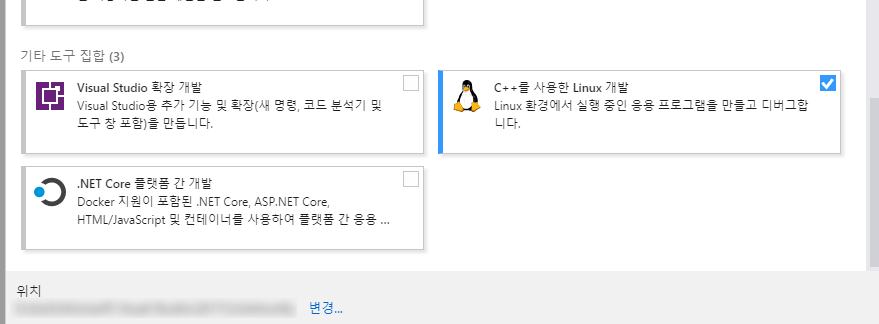 기타 도구 집합 (3)
Visual Studio 확장 개발
Visual Studio용 추가 기능 및 확장(새 명령, 코드 분석기 및
도구 창 포함)을 만듭니다.
C++를 사용한 Linux 개발
Linux 환경에서 실행 중인 응용 프로그램을 만들고 디버그합
니다.
.NET Core 플랫폼 간 개발
Docker 지원이 포함된 .NET Core, ASP.NET Core,
HTML/JavaScript 및 컨테이너를 사용하여 플랫폼 간 응용 ...
위치
변경...